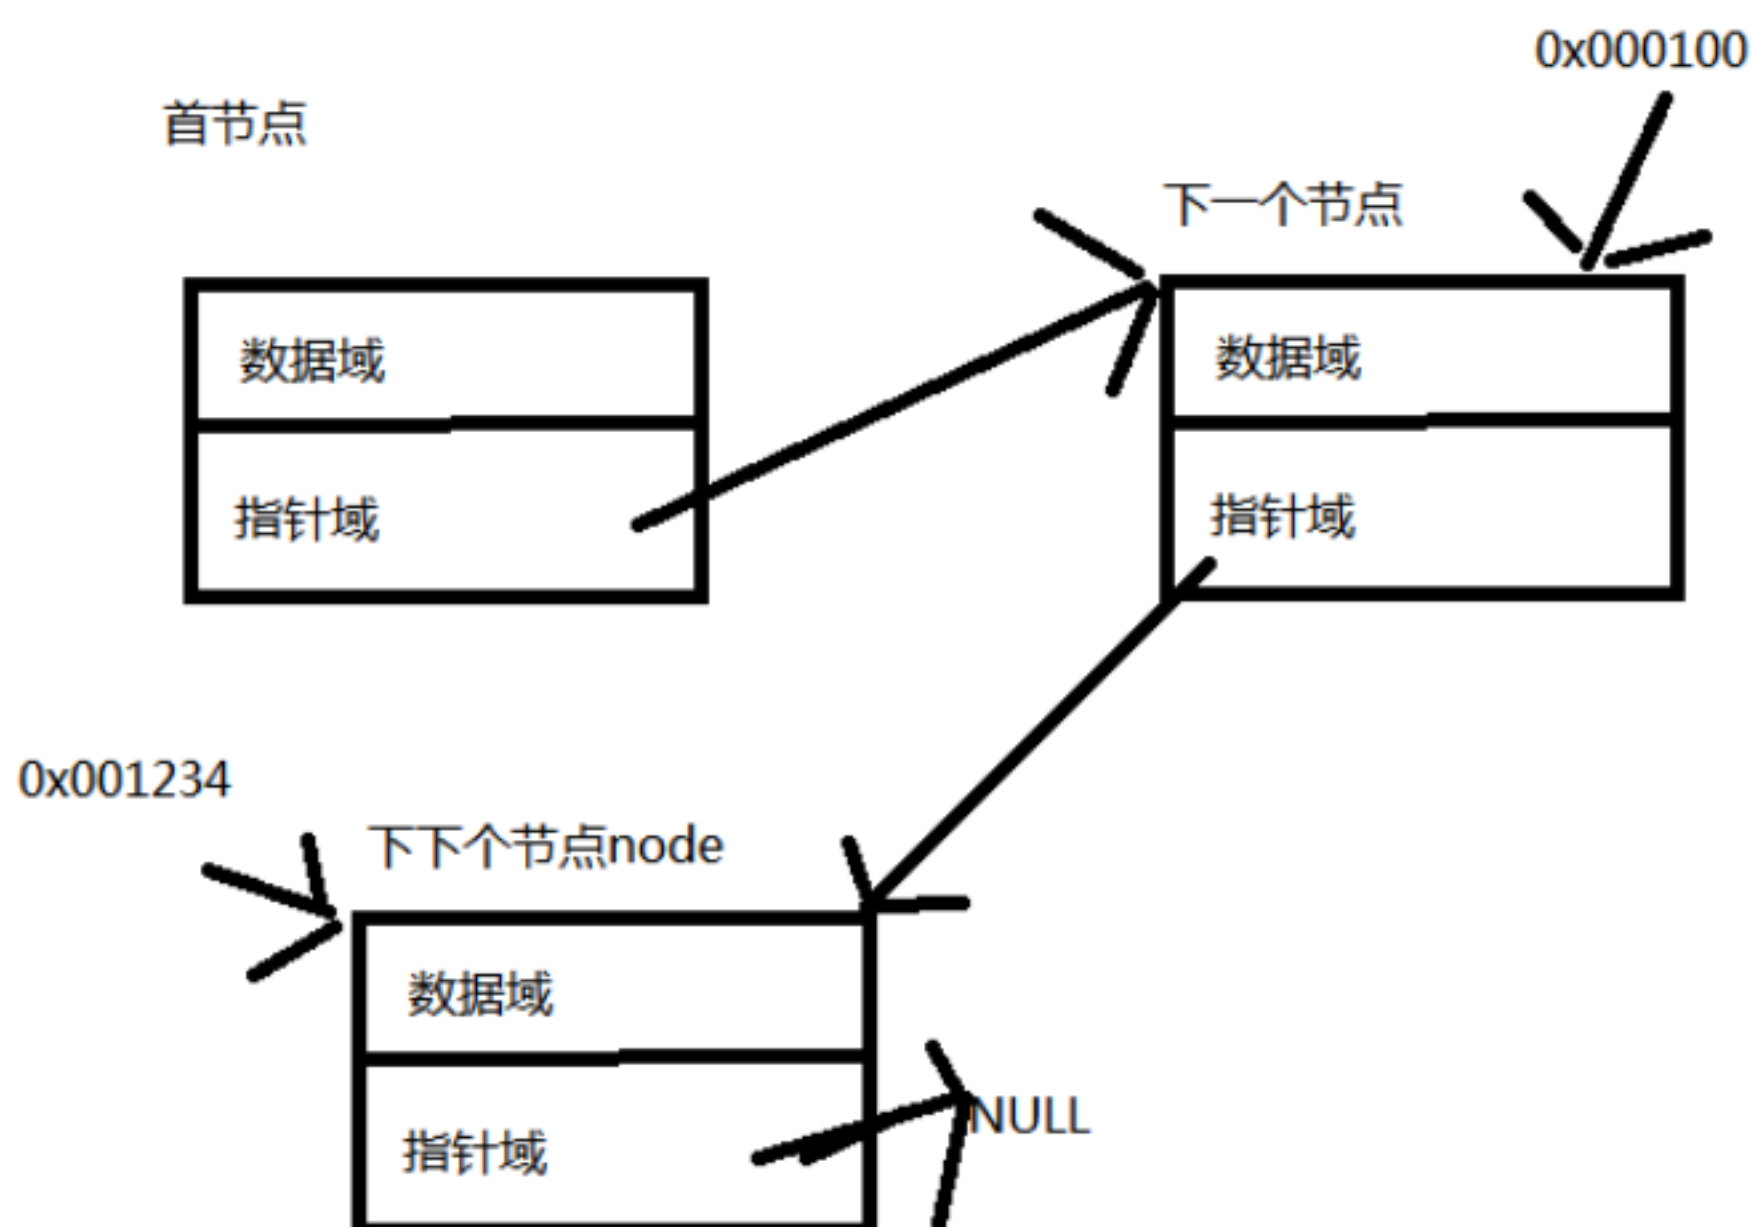 0x000100
首节点
下一个节点
数据域
数据域
指针域
指针域
0x001234
下下个节点node
数据域
NULL
指针域